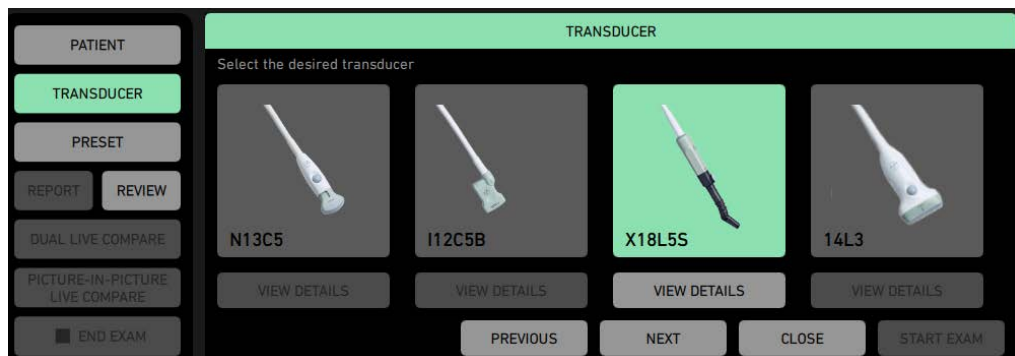 PATIENT
TRANSDUCER
PRESET
REPORT REVIEW
DUAL LIVE COMPARE
PICTURE-IN-PICTURE
LIVE COMPARE
END EXAM
TRANSDUCER
Select the desired transducer
N13C5 I12C5B X18L5S 14L3
VIEW DETAILS VIEW DETAILS VIEW DETAILS VIEW DETAILS
PREVIOUS NEXT CLOSE START EXAM